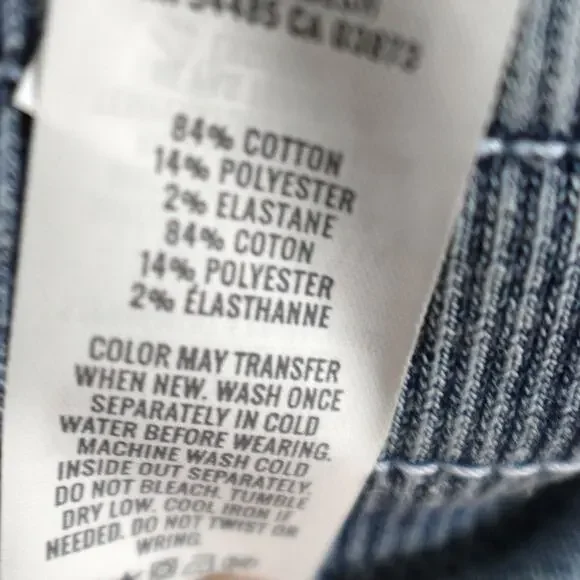 84% COTTON
14% POLYESTER
2% ELASTANE
84% COTON
14% POLYESTER
2% ÉLASTHANNE
COLOR MAY TRANSFER
WHEN NEW. WASH ONCE
SEPARATELY IN COLD
WATER BEFORE WEARING.
MACHINE WASH COLD
INSIDE OUT SEPARATELY.
DO NOT BLEACH. TUMBLE
DRY LOW. COOL IRON IF
NEEDED. DO NOT TWIST OR
WRING.